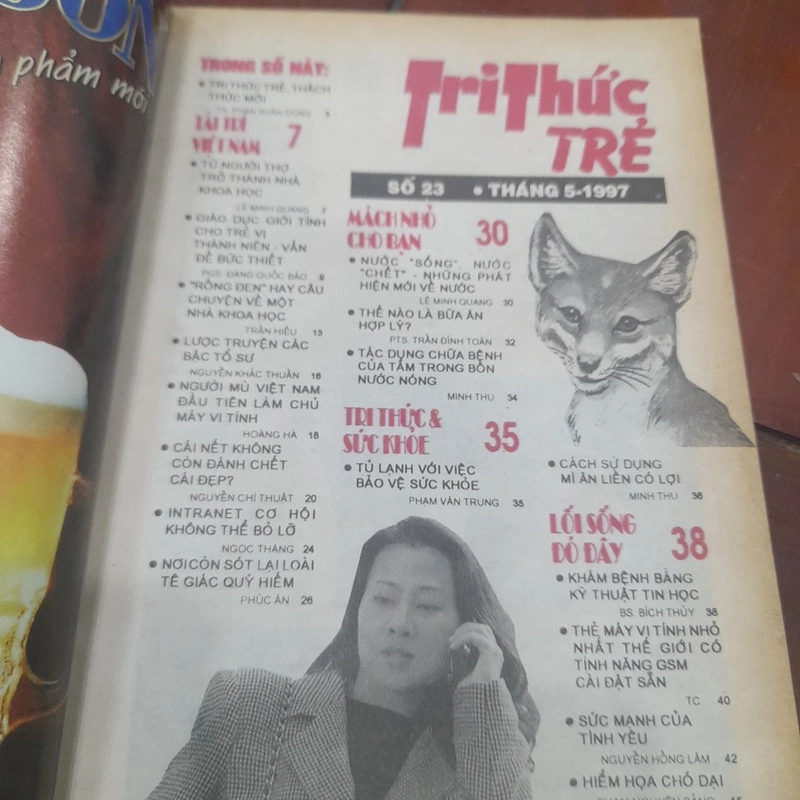 phẩm mới
TRONG SỐ NÀY:
• TRI THỨC TRẺ, THÁCH
THỨC MỚI
TS. PHAN XUÂN DŨNG 5
TÀI TRÍ
VIỆT NAM 7
• TỪ NGƯỜI THỢ
TRỞ THÀNH NHÀ
KHOA HỌC
LÊ MINH QUANG 7
• GIÁO DỤC GIỚI TÍNH
CHO TRẺ VỊ
THÀNH NIÊN - VẤN
ĐỀ BỨC THIẾT
PGS. ĐẶNG QUỐC BẢO 9
• "RỒNG ĐEN" HAY CÂU
CHUYỆN VỀ MỘT
NHÀ KHOA HỌC
TRẦN HIẾU 13
• LƯỢC TRUYỆN CÁC
BẬC TỔ SƯ
NGUYỄN KHẮC THUẦN 16
• NGƯỜI MÙ VIỆT NAM
ĐẦU TIÊN LÀM CHỦ
MÁY VI TÍNH
HOÀNG HÀ 18
• CÁI NẾT KHÔNG
CÒN ĐÁNH CHẾT
CÁI ĐẸP?
NGUYỄN CHÍ THUẬT 20
• INTRANET CƠ HỘI
KHÔNG THỂ BỎ LỠ
NGỌC THẮNG 24
• NƠI CÒN SÓT LẠI LOÀI
TÊ GIÁC QUÝ HIẾM
PHÚC ÂN 26
Tri Thức
TRẺ
SỐ 23 • THÁNG 5-1997
MÁCH NHỎ
CHO BẠN 30
• NƯỚC "SỐNG", NƯỚC
"CHẾT" - NHỮNG PHÁT
HIỆN MỚI VỀ NƯỚC
LÊ MINH QUANG 30
• THẾ NÀO LÀ BỮA ĂN
HỢP LÝ?
PTS. TRẦN ĐÌNH TOÁN 32
• TÁC DỤNG CHỮA BỆNH
CỦA TẮM TRONG BỒN
NƯỚC NÓNG
MINH THU 34
TRI THỨC &
SỨC KHỎE 35
• TỦ LẠNH VỚI VIỆC
BẢO VỆ SỨC KHỎE
PHẠM VĂN TRUNG 35
• CÁCH SỬ DỤNG
MÌ ĂN LIỀN CÓ LỢI
MINH THU 36
LỐI SỐNG
ĐÓ ĐÂY 38
• KHÁM BỆNH BẰNG
KỸ THUẬT TIN HỌC
BS. BÍCH THỦY 38
• THẺ MÁY VI TÍNH NHỎ
NHẤT THẾ GIỚI CÓ
TÍNH NĂNG GSM
CÀI ĐẶT SẴN
TC 40
• SỨC MẠNH CỦA
TÌNH YÊU
NGUYỄN HỒNG LAM 42
• HIỂM HỌA CHÓ DẠI